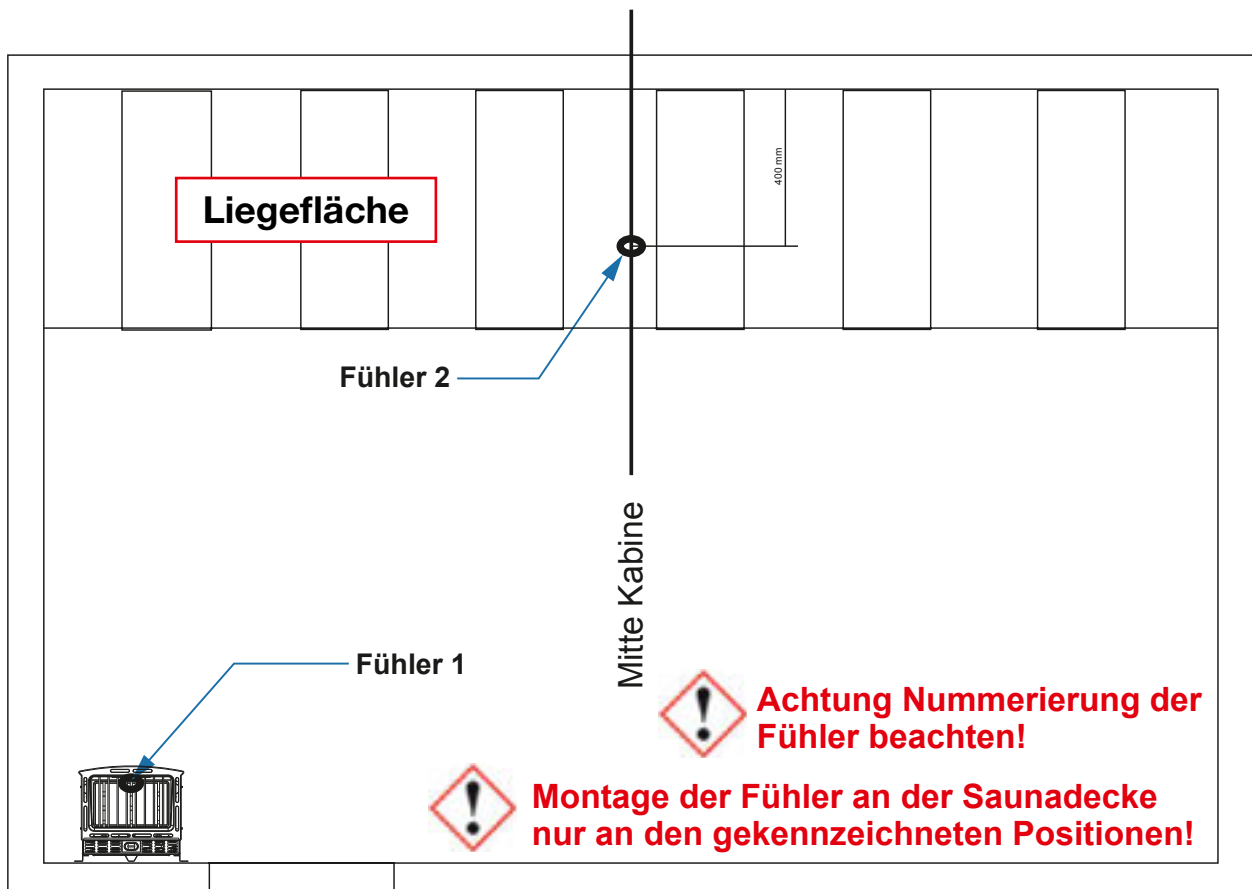 400 mm
Liegefläche
Fühler 2
Mitte Kabine
Fühler 1
Achtung Nummerierung der
Fühler beachten!
Montage der Fühler an der Saunadecke
nur an den gekennzeichneten Positionen!